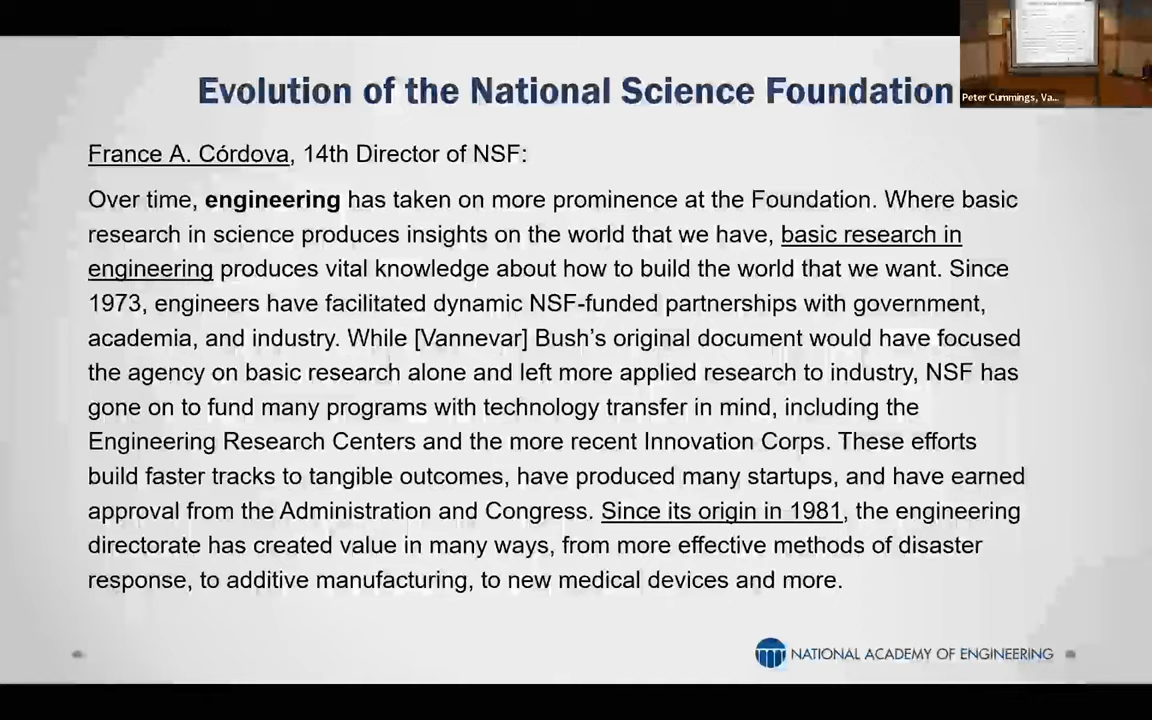 Evolution of the National Science Foundation
Peter Cummings, Va...
France A. Córdova, 14th Director of NSF:
Over time, engineering has taken on more prominence at the Foundation. Where basic
research in science produces insights on the world that we have, basic research in
engineering produces vital knowledge about how to build the world that we want. Since
1973, engineers have facilitated dynamic NSF-funded partnerships with government,
academia, and industry. While [Vannevar] Bush’s original document would have focused
the agency on basic research alone and left more applied research to industry, NSF has
gone on to fund many programs with technology transfer in mind, including the
Engineering Research Centers and the more recent Innovation Corps. These efforts
build faster tracks to tangible outcomes, have produced many startups, and have earned
approval from the Administration and Congress. Since its origin in 1981, the engineering
directorate has created value in many ways, from more effective methods of disaster
response, to additive manufacturing, to new medical devices and more.
NATIONAL ACADEMY OF ENGINEERING